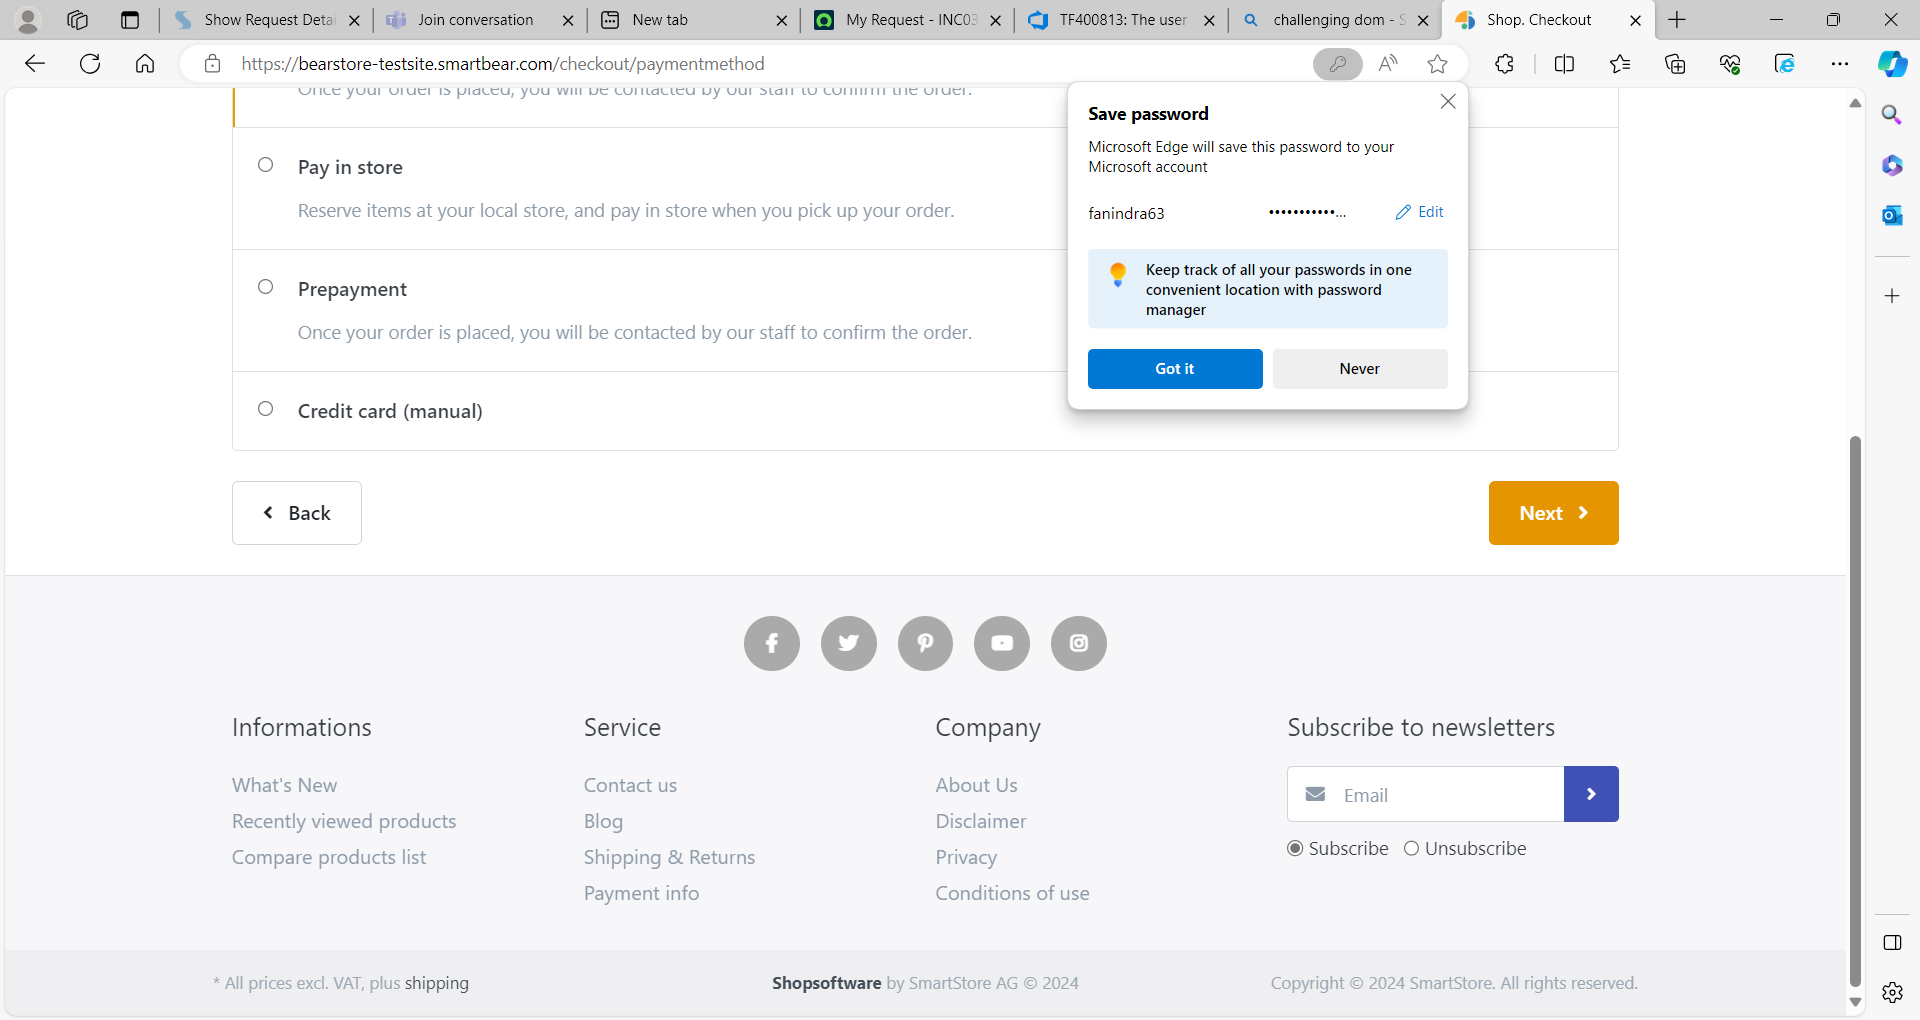 Show Request Detai
Join conversation
New tab
My Request - INC03
TF400813: The user
challenging dom - S
Shop. Checkout
https://bearstore-testsite.smartbear.com/checkout/paymentmethod
Once your order is placed, you will be contacted by our staff to confirm the order.
Pay in store
Reserve items at your local store, and pay in store when you pick up your order.
Prepayment
Once your order is placed, you will be contacted by our staff to confirm the order.
Credit card (manual)
Save password
Microsoft Edge will save this password to your
Microsoft account
fanindra63
•••••••••••...
Edit
Keep track of all your passwords in one
convenient location with password
manager
Got it
Never
Back
Next
Informations
What's New
Recently viewed products
Compare products list
Service
Contact us
Blog
Shipping & Returns
Payment info
Company
About Us
Disclaimer
Privacy
Conditions of use
Subscribe to newsletters
Email
Subscribe
Unsubscribe
* All prices excl. VAT, plus shipping
Shopsoftware by SmartStore AG © 2024
Copyright © 2024 SmartStore. All rights reserved.